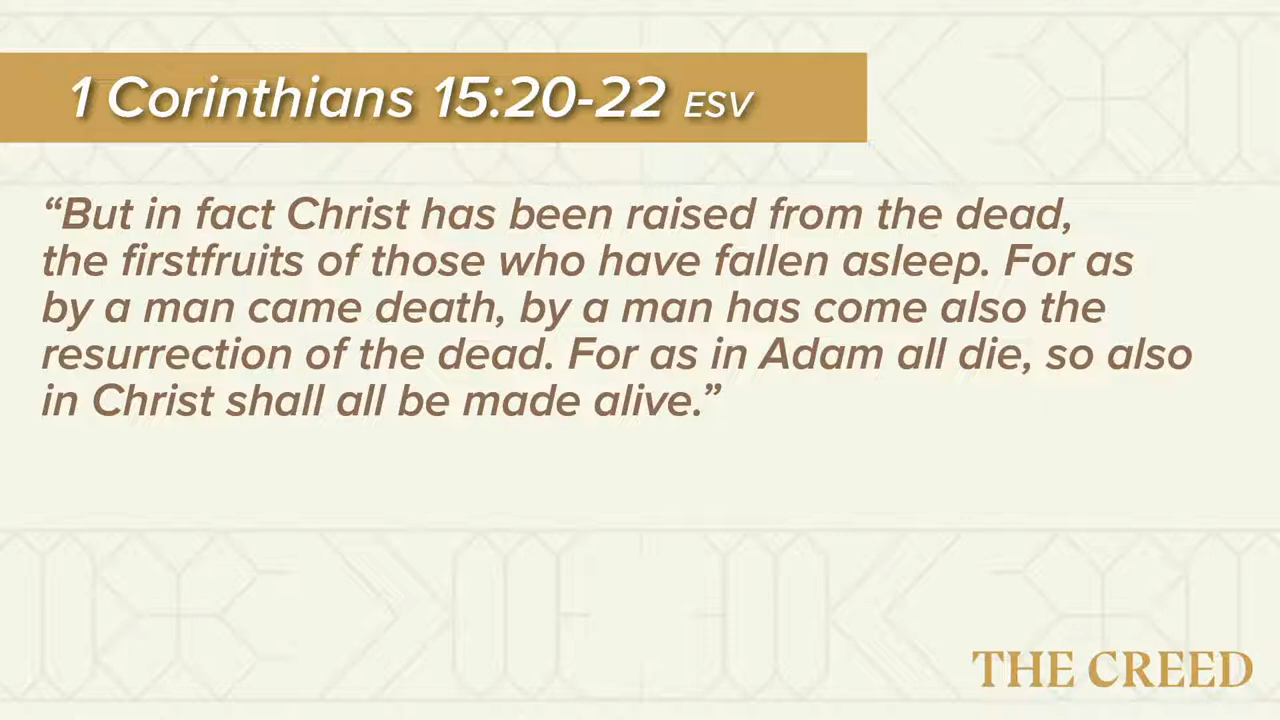 1 Corinthians 15:20-22 ESV
“But in fact Christ has been raised from the dead,
the firstfruits of those who have fallen asleep. For as
by a man came death, by a man has come also the
resurrection of the dead. For as in Adam all die, so also
in Christ shall all be made alive.”
THE CREED